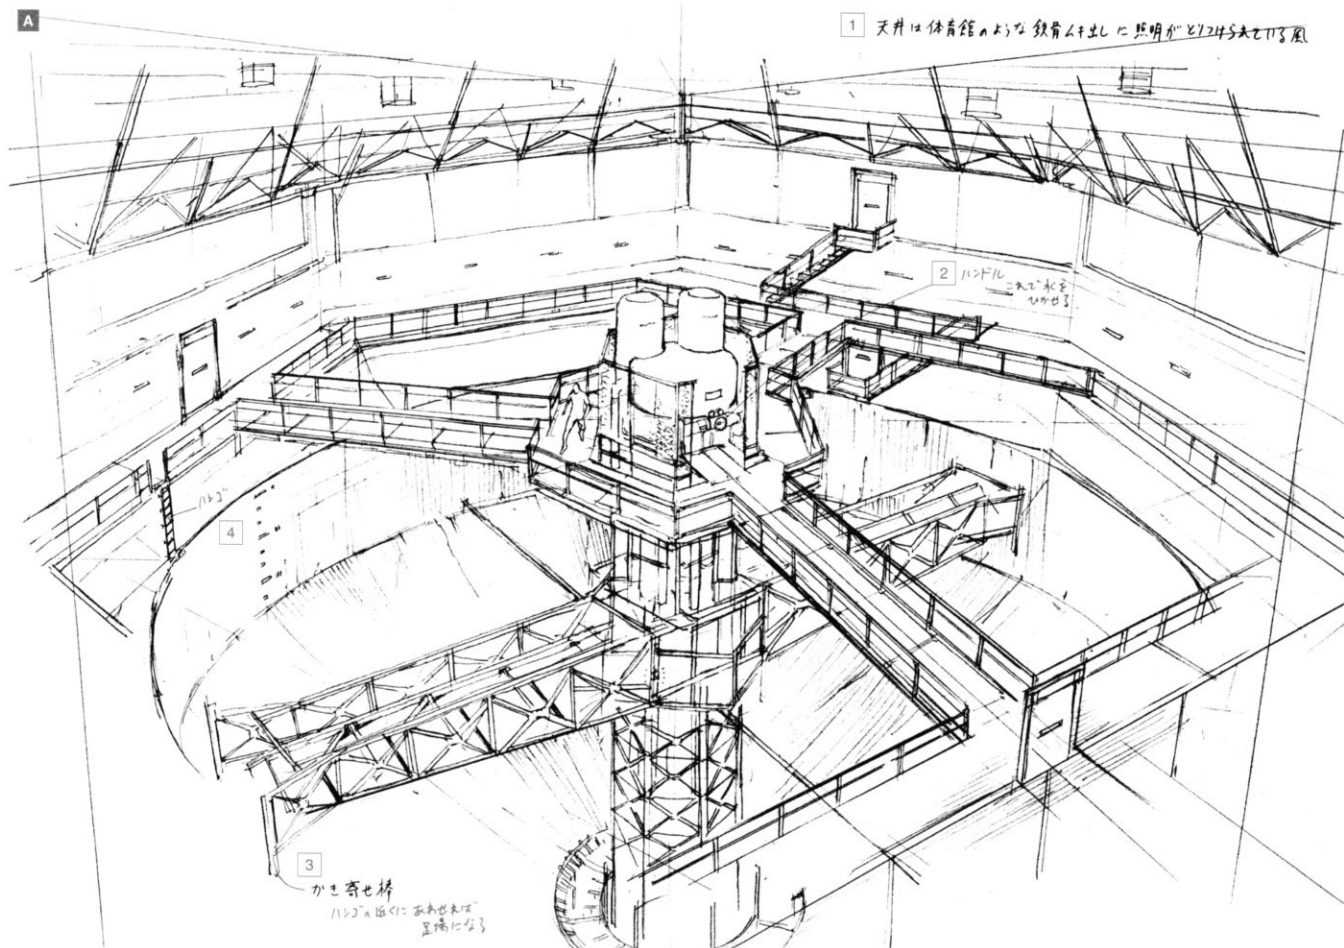 A
1 天井は体育館のような鉄骨ムキ出しに照明がとりつけられている風
2 ハンドル
これで水を
ひかせる
ハシゴ
4
3
かき寄せ棒
ハシゴの近くにあわせれば
足場になる